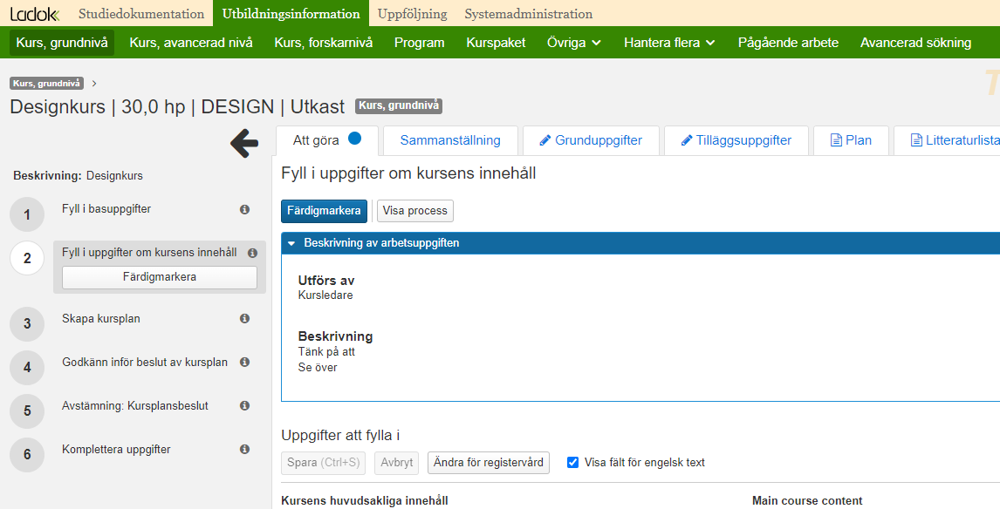 Ladok Studiedokumentation Utbildningsinformation Uppföljning Systemadministration
Kurs, grundnivå Kurs, avancerad nivå Kurs, forskarnivå Program Kurspaket Övriga Hantera flera Pågående arbete Avancerad sökning
Kurs, grundnivå
Designkurs | 30,0 hp | DESIGN | Utkast Kurs, grundnivå
Att göra Sammanställning Grunduppgifter Tilläggsuppgifter Plan Litteraturlista
Beskrivning: Designkurs
1 Fyll i basuppgifter
2 Fyll i uppgifter om kursens innehåll
Färdigmarkera
3 Skapa kursplan
4 Godkänn inför beslut av kursplan
5 Avstämning: Kursplansbeslut
6 Komplettera uppgifter
Fyll i uppgifter om kursens innehåll
Färdigmarkera Visa process
Beskrivning av arbetsuppgiften
Utförs av
Kursledare
Beskrivning
Tänk på att
Se över
Uppgifter att fylla i
Spara (Ctrl+S) Avbryt Ändra för registervård Visa fält för engelsk text
Kursens huvudsakliga innehåll Main course content